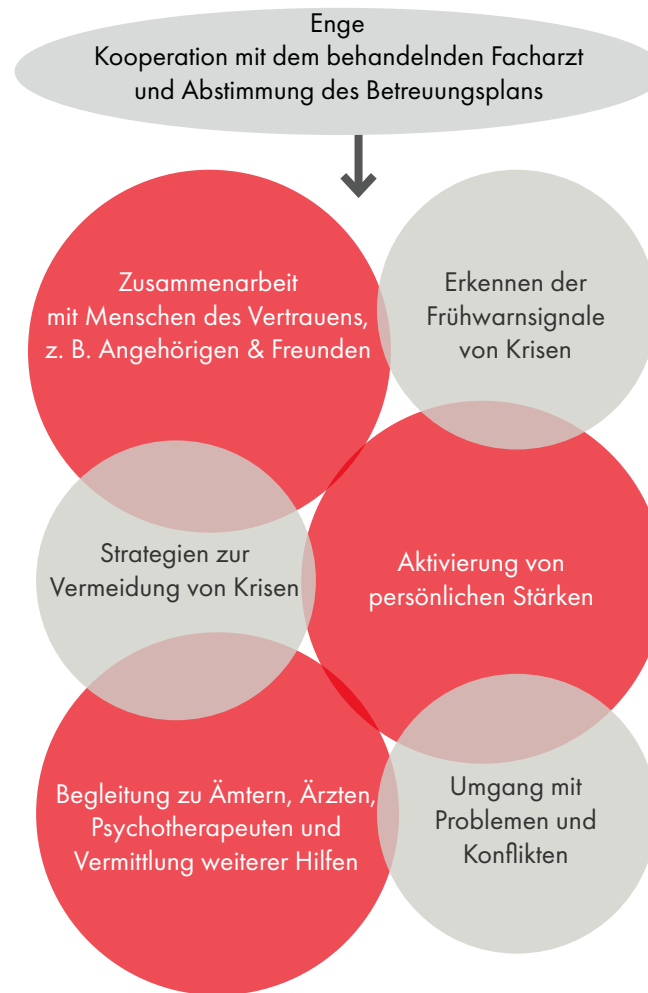 Enge
Kooperation mit dem behandelnden Facharzt
und Abstimmung des Betreuungsplans
Zusammenarbeit
mit Menschen des Vertrauens,
z. B. Angehörigen & Freunden
Erkennen der
Frühwarnsignale
von Krisen
Strategien zur
Vermeidung von Krisen
Aktivierung von
persönlichen Stärken
Begleitung zu Ämtern, Ärzten,
Psychotherapeuten und
Vermittlung weiterer Hilfen
Umgang mit
Problemen und
Konflikten